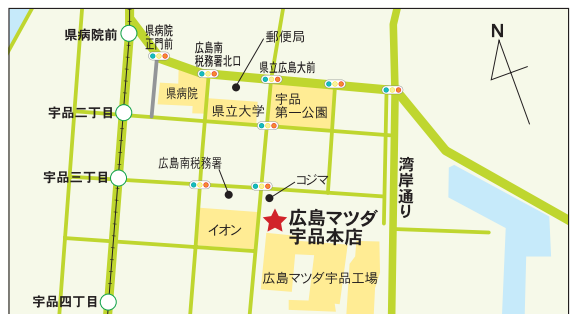 県病院前
県病院
正門前
広島南
税務署北口
郵便局
県立広島大前
N
県病院
県立大学
宇品
第一公園
宇品二丁目
広島南税務署
コジマ
宇品三丁目
湾岸通り
広島マツダ
宇品本店
イオン
広島マツダ宇品工場
宇品四丁目